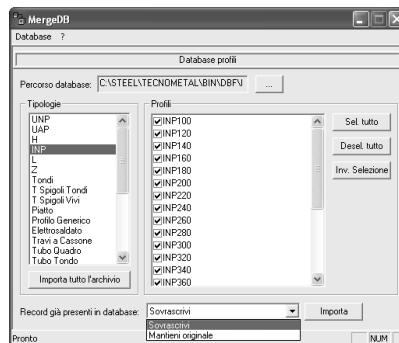 MergeDB
Database ?
Database profili
Percorso database: C:\STEEL\TECNOMETAL\BIN\DBF\ ...
Tipologie
UNP
UAP
H
INP
L
Z
Tondi
T Spigoli Tondi
T Spigoli Vivi
Piatto
Profilo Generico
Elettrosaldato
Travi a Cassone
Tubo Quadro
Tubo Tondo
Importa tutto l'archivio
Profili
INP100
INP120
INP140
INP160
INP180
INP200
INP220
INP240
INP260
INP280
INP300
INP320
INP340
INP360
Sel. tutto
Desel. tutto
Inv. Selezione
Record già presenti in database: Sovrascrivi Importa
Sovrascrivi
Mantieni originale
Pronto NUM